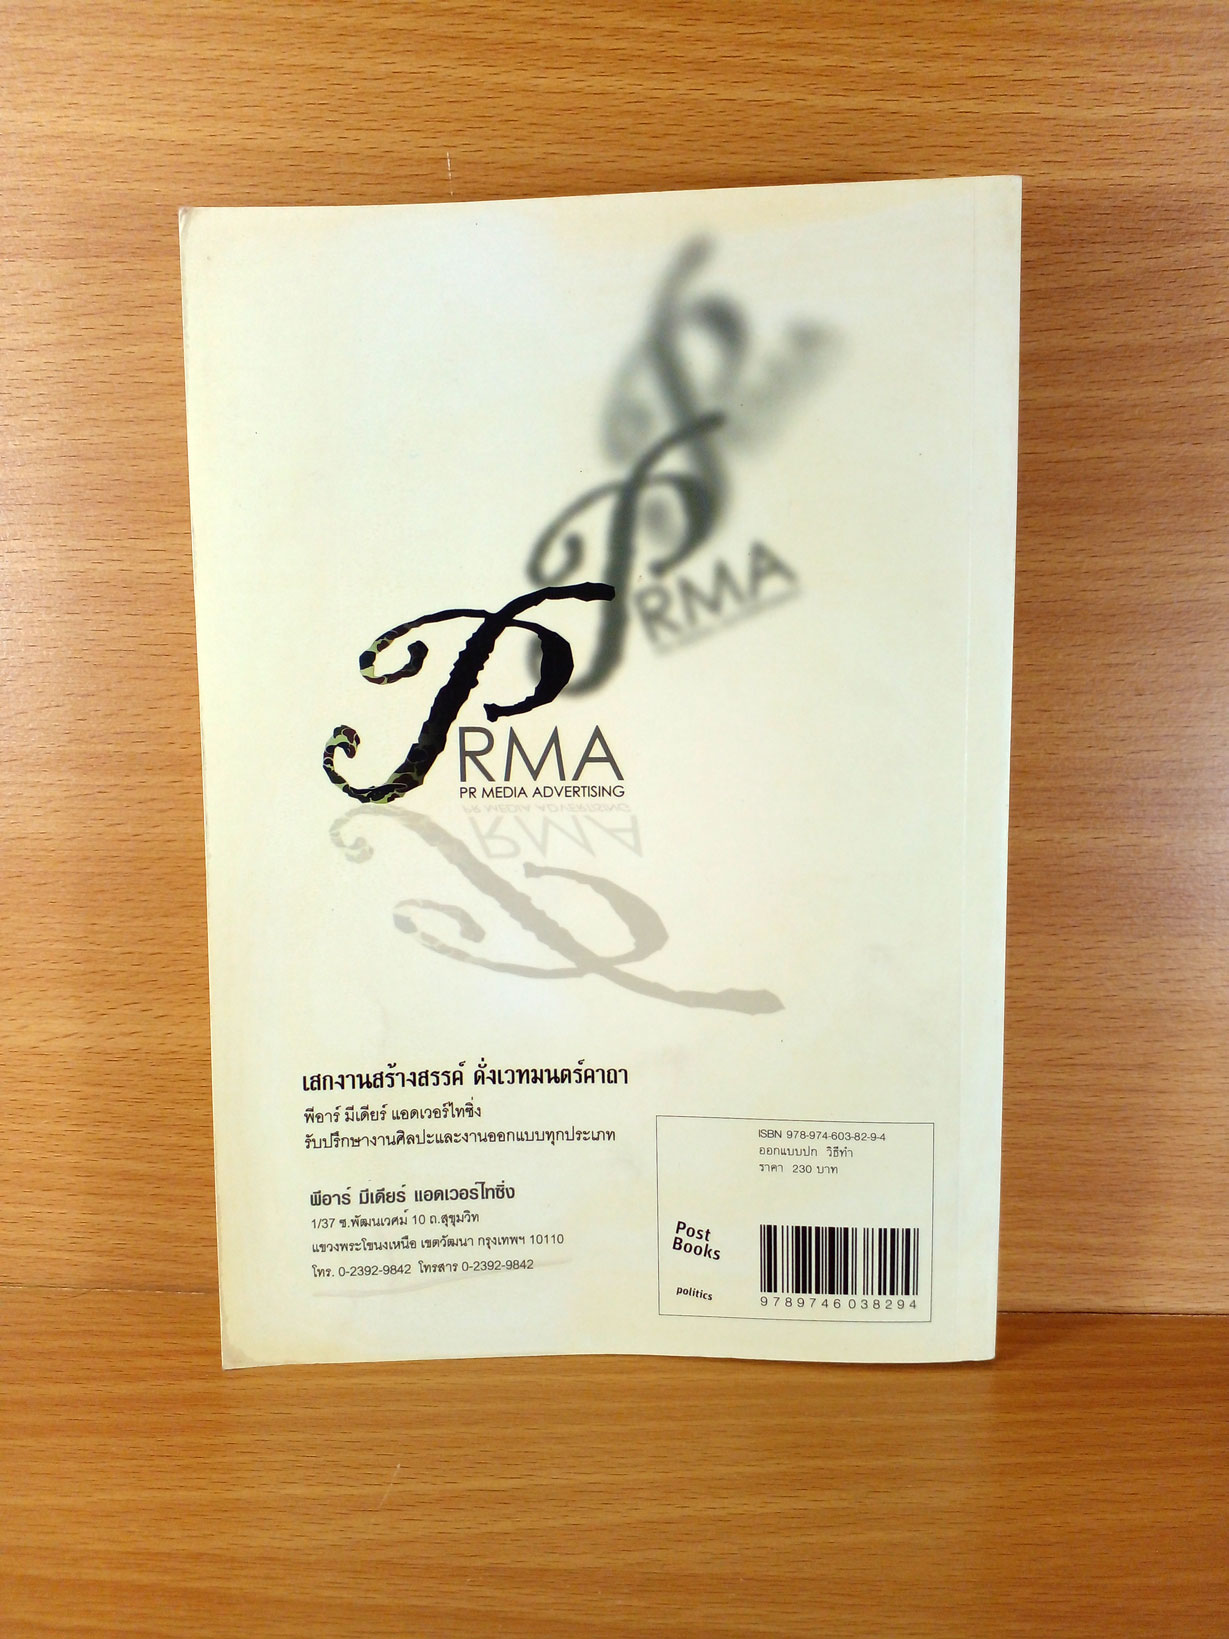 PRMA
PRMA
PR MEDIA ADVERTISING
PR MEDIA ADVERTISING
PRMA
เสกงานสร้างสรรค์ ดั่งเวทมนตร์คาถา
พีอาร์ มีเดียร์ แอดเวอร์ไทซิ่ง
รับปรึกษางานศิลปะและงานออกแบบทุกประเภท
พีอาร์ มีเดียร์ แอดเวอร์ไทซิ่ง
1/37 ซ.พัฒนเวศม์ 10 ถ.สุขุมวิท
แขวงพระโขนงเหนือ เขตวัฒนา กรุงเทพฯ 10110
โทร. 0-2392-9842 โทรสาร 0-2392-9842
ISBN 978-974-603-82-9-4
ออกแบบปก วิธีทำ
ราคา 230 บาท
Post
Books
politics
9789746038294